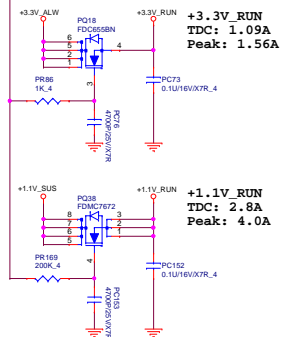 +3.3V_ALW
+3.3V_RUN
+3.3V_RUN
TDC: 1.09A
Peak: 1.56A
PQ18
FDC655BN
6
5
2
1
4
3
PR86
1K_4
PC76
4700P/25V/X7R
PC73
0.1U/16V/X7R_4
+1.1V_SUS
+1.1V_RUN
+1.1V_RUN
TDC: 2.8A
Peak: 4.0A
PQ38
FDMC7672
8
7
6
5
3
2
1
4
PR169
200K_4
PC153
4700P/25V/X7R
PC152
0.1U/16V/X7R_4